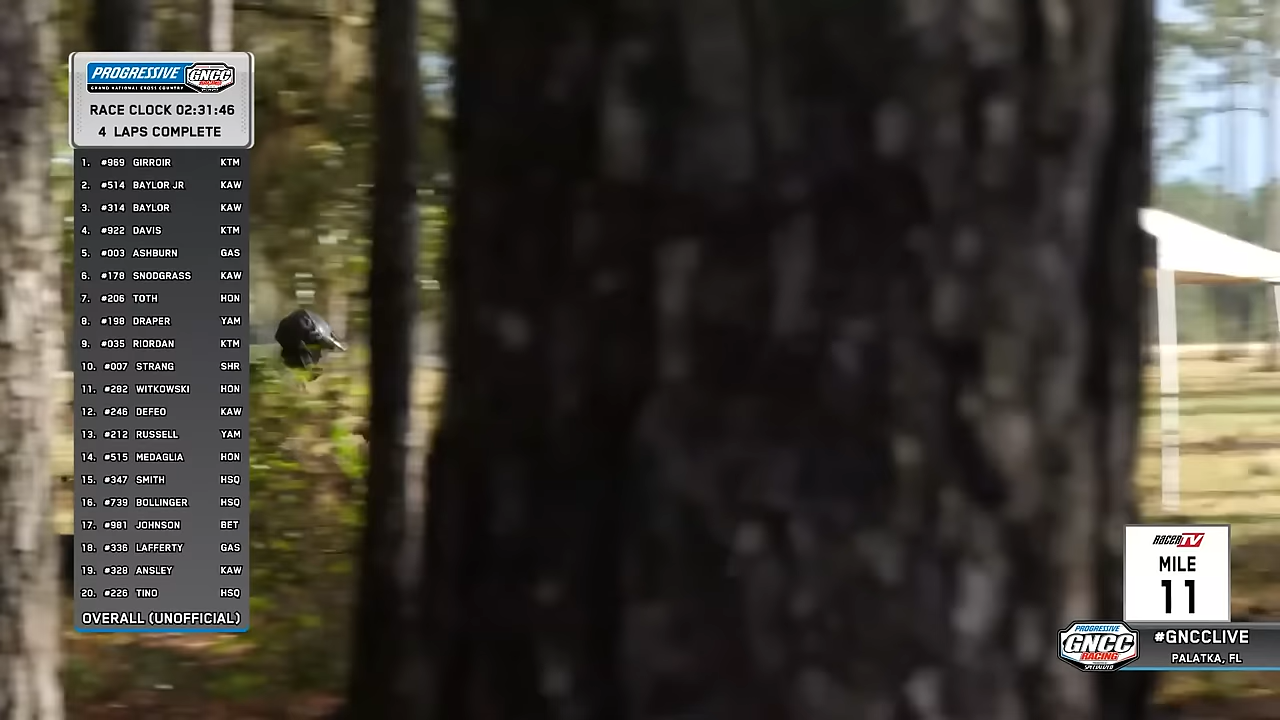 PROGRESSIVE GNCC RACING
GRAND NATIONAL CROSS COUNTRY
RACE CLOCK 02:31:46
4 LAPS COMPLETE
1. #969 GIRROIR KTM
2. #514 BAYLOR JR KAW
3. #314 BAYLOR KAW
4. #922 DAVIS KTM
5. #003 ASHBURN GAS
6. #178 SNODGRASS KAW
7. #206 TOTH HON
8. #198 DRAPER YAM
9. #035 RIORDAN KTM
10. #007 STRANG SHR
11. #282 WITKOWSKI HON
12. #246 DEFEO KAW
13. #212 RUSSELL YAM
14. #515 MEDAGLIA HON
15. #347 SMITH HSQ
16. #739 BOLLINGER HSQ
17. #981 JOHNSON BET
18. #336 LAFFERTY GAS
19. #328 ANSLEY KAW
20. #226 TINO HSQ
OVERALL (UNOFFICIAL)
RACER TV
MILE
11
PROGRESSIVE
GNCC
RACING
SPECIALIZED
#GNCCLIVE
PALATKA, FL